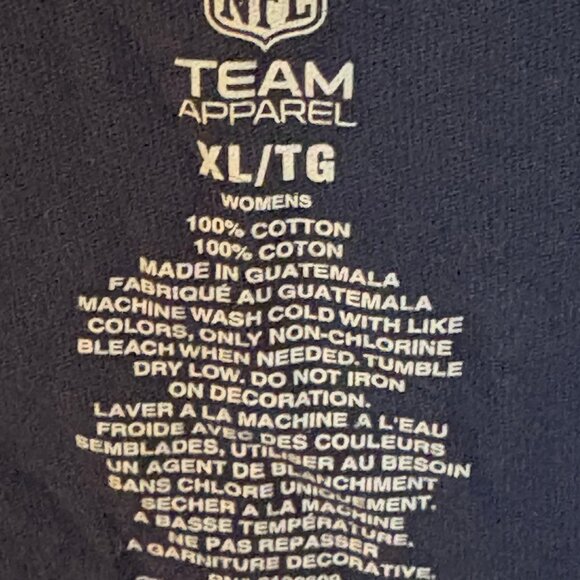 NFL
TEAM
APPAREL
XL/TG
WOMENS
100% COTTON
100% COTON
MADE IN GUATEMALA
FABRIQUÉ AU GUATEMALA
MACHINE WASH COLD WITH LIKE
COLORS, ONLY NON-CHLORINE
BLEACH WHEN NEEDED. TUMBLE
DRY LOW. DO NOT IRON
ON DECORATION.
LAVER A LA MACHINE A L'EAU
FROIDE AVEC DES COULEURS
SEMBLADES, UTILISER AU BESOIN
UN AGENT DE BLANCHIMENT
SANS CHLORE UNIQUEMENT.
SECHER A LA MACHINE
A BASSE TEMPÉRATURE.
NE PAS REPASSER
A GARNITURE DECORATIVE.